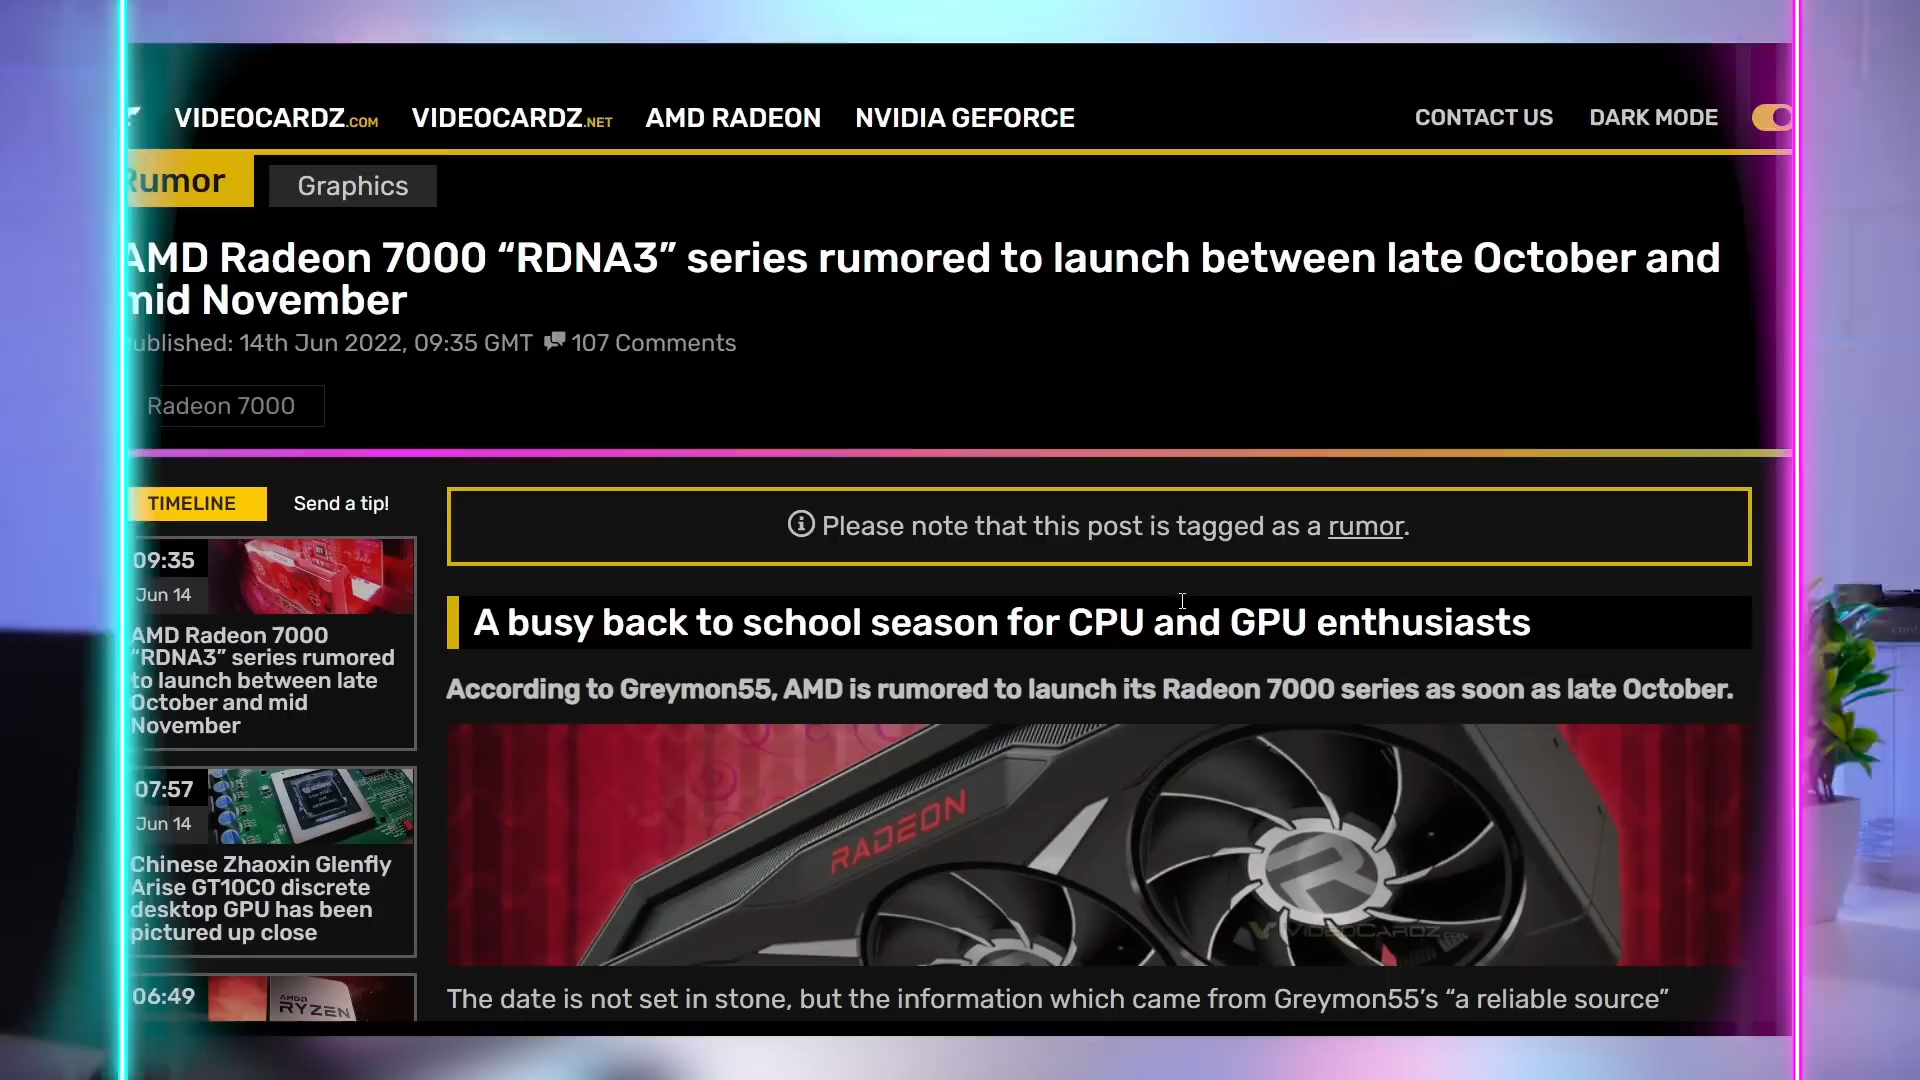 VIDEOCARDZ.COM VIDEOCARDZ.NET AMD RADEON NVIDIA GEFORCE CONTACT US DARK MODE
Rumor Graphics
AMD Radeon 7000 “RDNA3” series rumored to launch between late October and
mid November
Published: 14th Jun 2022, 09:35 GMT 107 Comments
Radeon 7000
TIMELINE Send a tip!
09:35
Jun 14
AMD Radeon 7000
“RDNA3” series rumored
to launch between late
October and mid
November
07:57
Jun 14
Chinese Zhaoxin Glenfly
Arise GT10C0 discrete
desktop GPU has been
pictured up close
06:49
AMD
RYZEN
Please note that this post is tagged as a rumor.
A busy back to school season for CPU and GPU enthusiasts
According to Greymon55, AMD is rumored to launch its Radeon 7000 series as soon as late October.
RADEON
VIDEOCARDZ
The date is not set in stone, but the information which came from Greymon55’s “a reliable source”